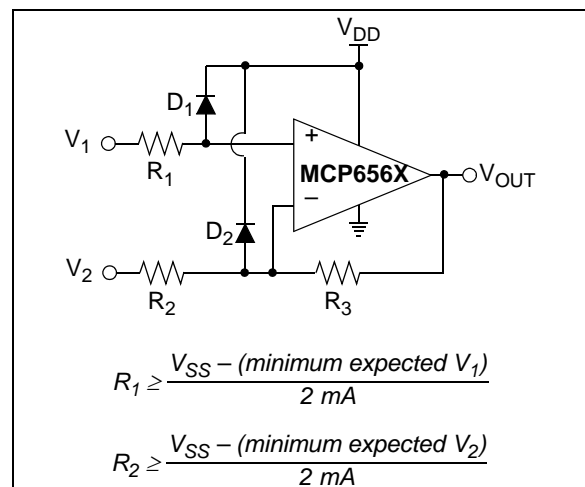 V_DD
D_1
V_1
R_1
+
MCP656X
–
V_OUT
D_2
V_2
R_2
R_3
R_1 ≥ V_SS – (minimum expected V_1) / 2 mA
R_2 ≥ V_SS – (minimum expected V_2) / 2 mA